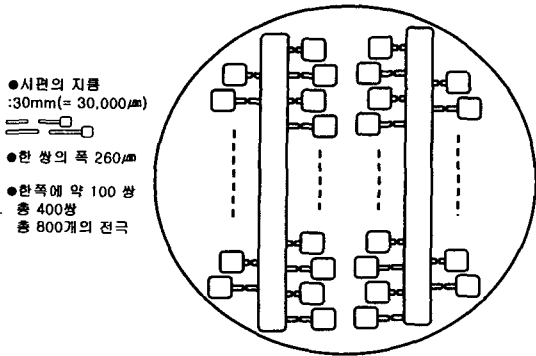 ●시편의 지름
:30mm(= 30,000㎛)
●한 쌍의 폭 260㎛
●한쪽에 약 100 쌍
총 400쌍
총 800개의 전극